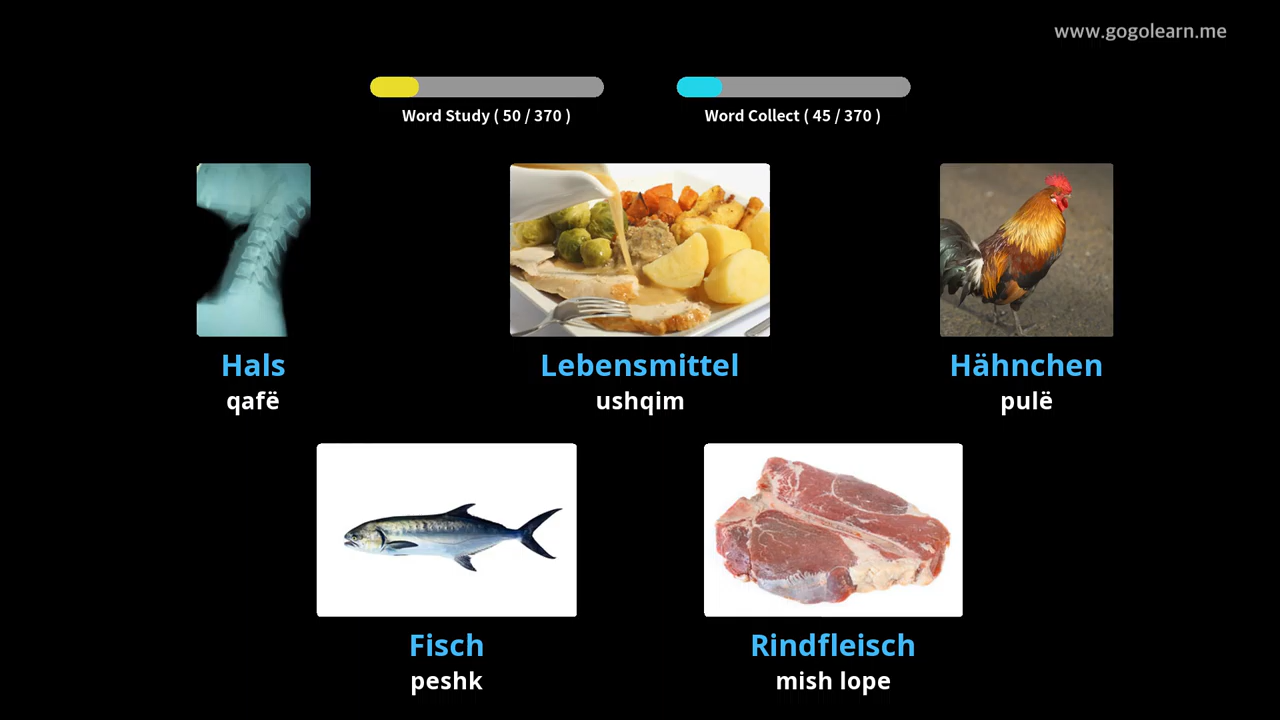 www.gogolearn.me
Word Study ( 50 / 370 )
Word Collect ( 45 / 370 )
Hals
qafë
Lebensmittel
ushqim
Hähnchen
pulë
Fisch
peshk
Rindfleisch
mish lope